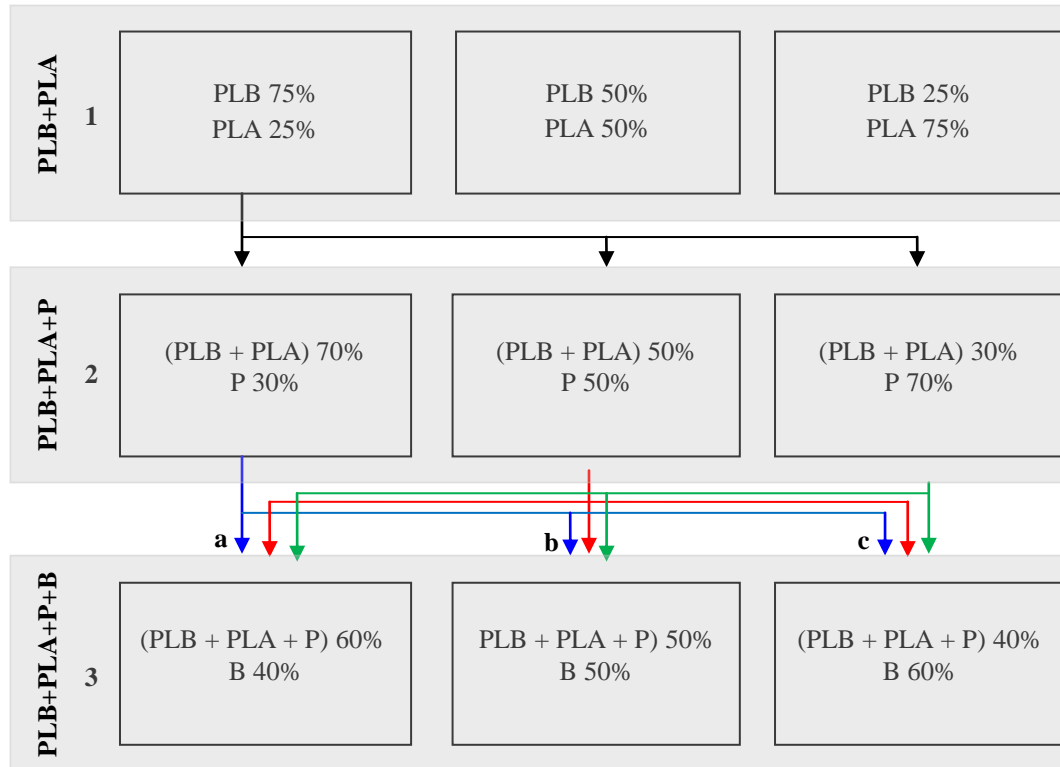 PLB+PLA
1
PLB 75%
PLA 25%
PLB 50%
PLA 50%
PLB 25%
PLA 75%
PLB+PLA+P
2
(PLB + PLA) 70%
P 30%
(PLB + PLA) 50%
P 50%
(PLB + PLA) 30%
P 70%
a
b
c
PLB+PLA+P+B
3
(PLB + PLA + P) 60%
B 40%
PLB + PLA + P) 50%
B 50%
(PLB + PLA + P) 40%
B 60%